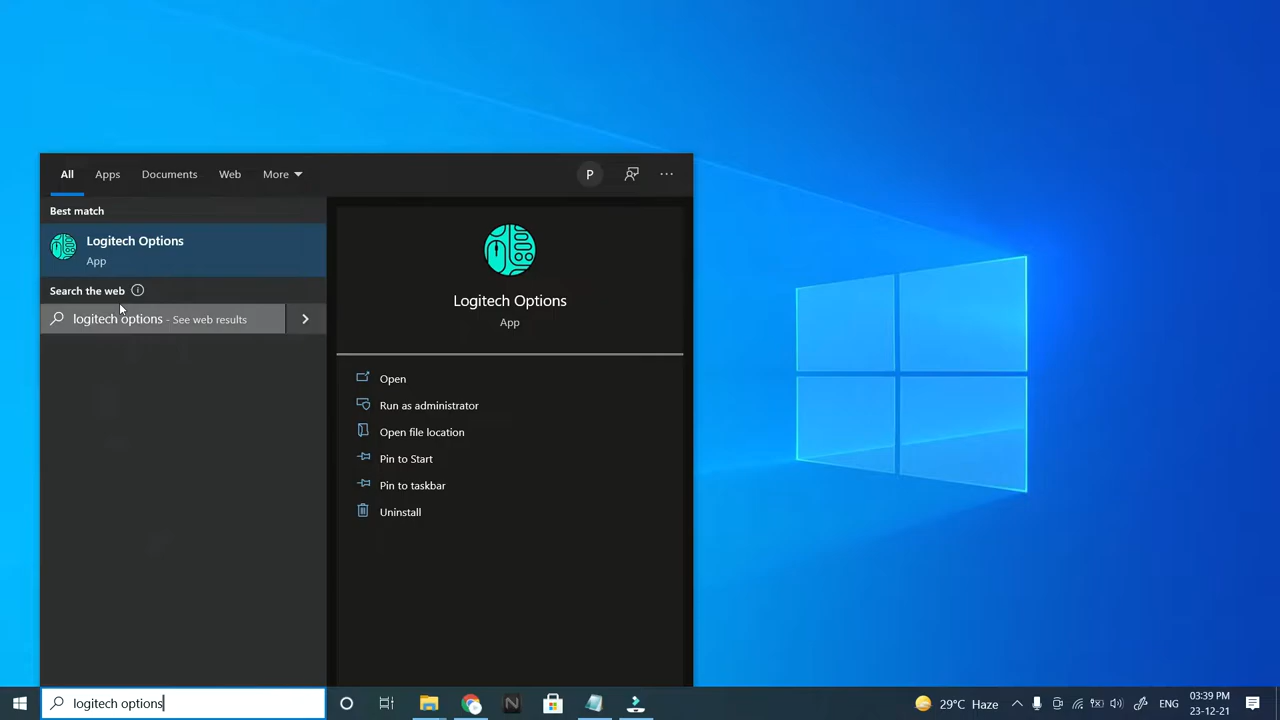 All Apps Documents Web More P ...
Best match
Logitech Options
App
Search the web
logitech options - See web results
Logitech Options
App
Open
Run as administrator
Open file location
Pin to Start
Pin to taskbar
Uninstall
logitech options
29°C Haze ENG
03:39 PM
23-12-21